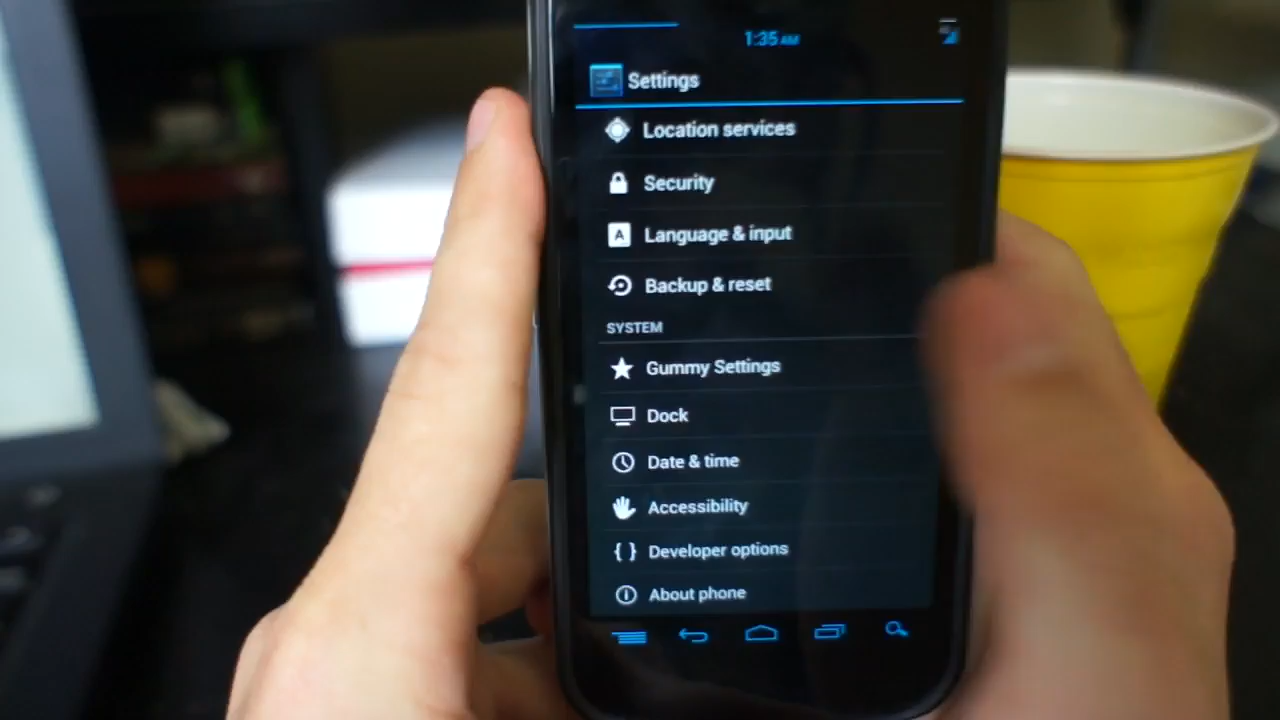 1:35 AM
Settings
Location services
Security
A Language & input
Backup & reset
SYSTEM
Gummy Settings
Dock
Date & time
Accessibility
{ } Developer options
About phone